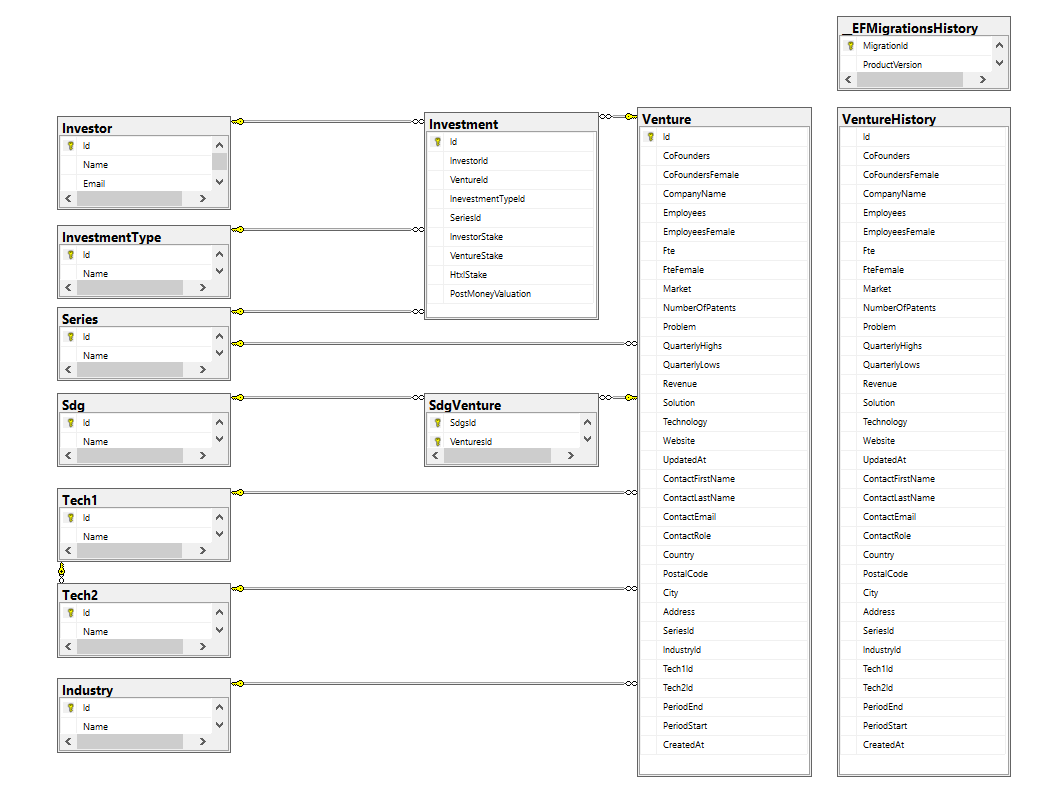 __EFMigrationsHistory
MigrationId
ProductVersion
Investor
Id
Name
Email
InvestmentType
Id
Name
Series
Id
Name
Sdg
Id
Name
Tech1
Id
Name
Tech2
Id
Name
Industry
Id
Name
Investment
Id
InvestorId
VentureId
InevestmentTypeId
SeriesId
InvestorStake
VentureStake
HtxlStake
PostMoneyValuation
SdgVenture
SdgsId
VenturesId
Venture
Id
CoFounders
CoFoundersFemale
CompanyName
Employees
EmployeesFemale
Fte
FteFemale
Market
NumberOfPatents
Problem
QuarterlyHighs
QuarterlyLows
Revenue
Solution
Technology
Website
UpdatedAt
ContactFirstName
ContactLastName
ContactEmail
ContactRole
Country
PostalCode
City
Address
SeriesId
IndustryId
Tech1Id
Tech2Id
PeriodEnd
PeriodStart
CreatedAt
VentureHistory
Id
CoFounders
CoFoundersFemale
CompanyName
Employees
EmployeesFemale
Fte
FteFemale
Market
NumberOfPatents
Problem
QuarterlyHighs
QuarterlyLows
Revenue
Solution
Technology
Website
UpdatedAt
ContactFirstName
ContactLastName
ContactEmail
ContactRole
Country
PostalCode
City
Address
SeriesId
IndustryId
Tech1Id
Tech2Id
PeriodEnd
PeriodStart
CreatedAt